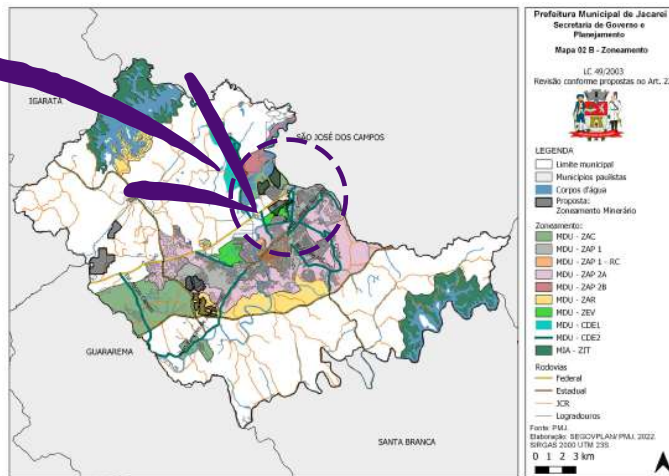 Prefeitura Municipal de Jacareí
Secretaria de Governo e
Planejamento
Mapa 02 B - Zoneamento
LC 49/2003
Revisão conforme propostas no Art. 2
LEGENDA
Limite municipal
Municípios paulistas
Corpos d'água
Proposta:
Zoneamento Minerário
Zoneamento:
MDU - ZAC
MDU - ZAP 1
MDU - ZAP 1 - RC
MDU - ZAP 2A
MDU - ZAP 2B
MDU - ZAR
MDU - ZEV
MDU - CDE1
MDU - CDE2
MIA - ZIT
Rodovias
Federal
Estadual
JCR
Logradouros
Fonte: PMJ.
Elaboração: SEGOVPLAN/PMJ, 2022
SIRGAS 2000 UTM 23S
0 1 2 3 km
IGARATÁ
SÃO JOSÉ DOS CAMPOS
GUARAREMA
SANTA BRANCA